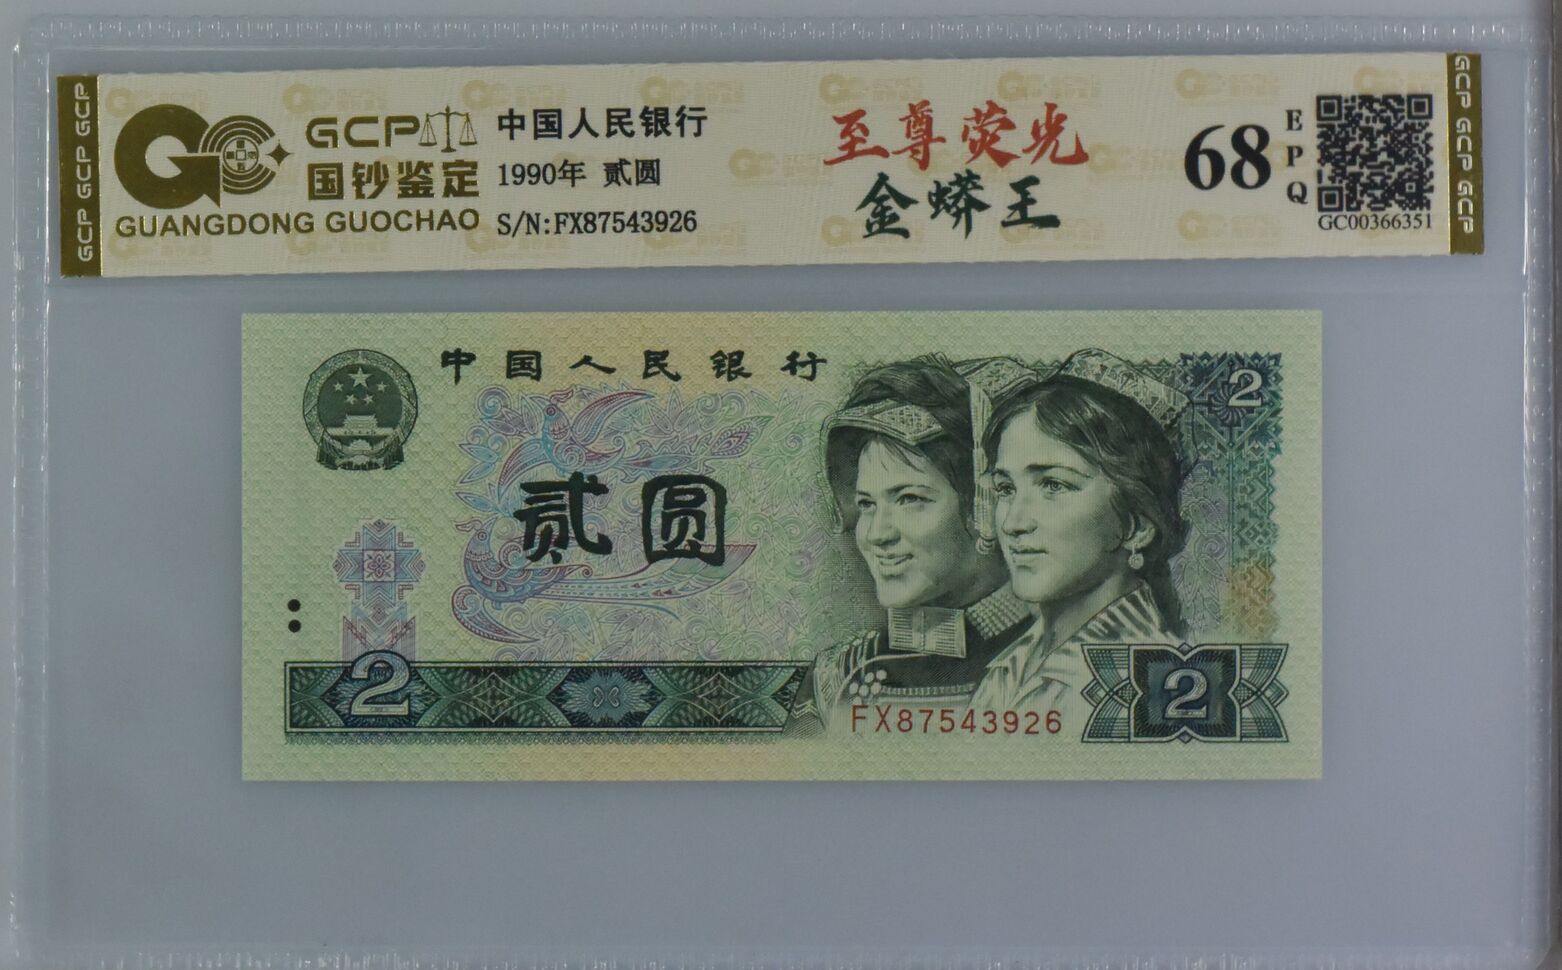 GCP GCP GCP
GCP
国钞鉴定
GUANGDONG GUOCHAO
中国人民银行
1990年 贰圆
S/N:FX87543926
至尊荧光
金蟒王
68
EPQ
GC00366351
GCP GCP GCP
中国人民银行
2
贰圆
2
FX87543926
2